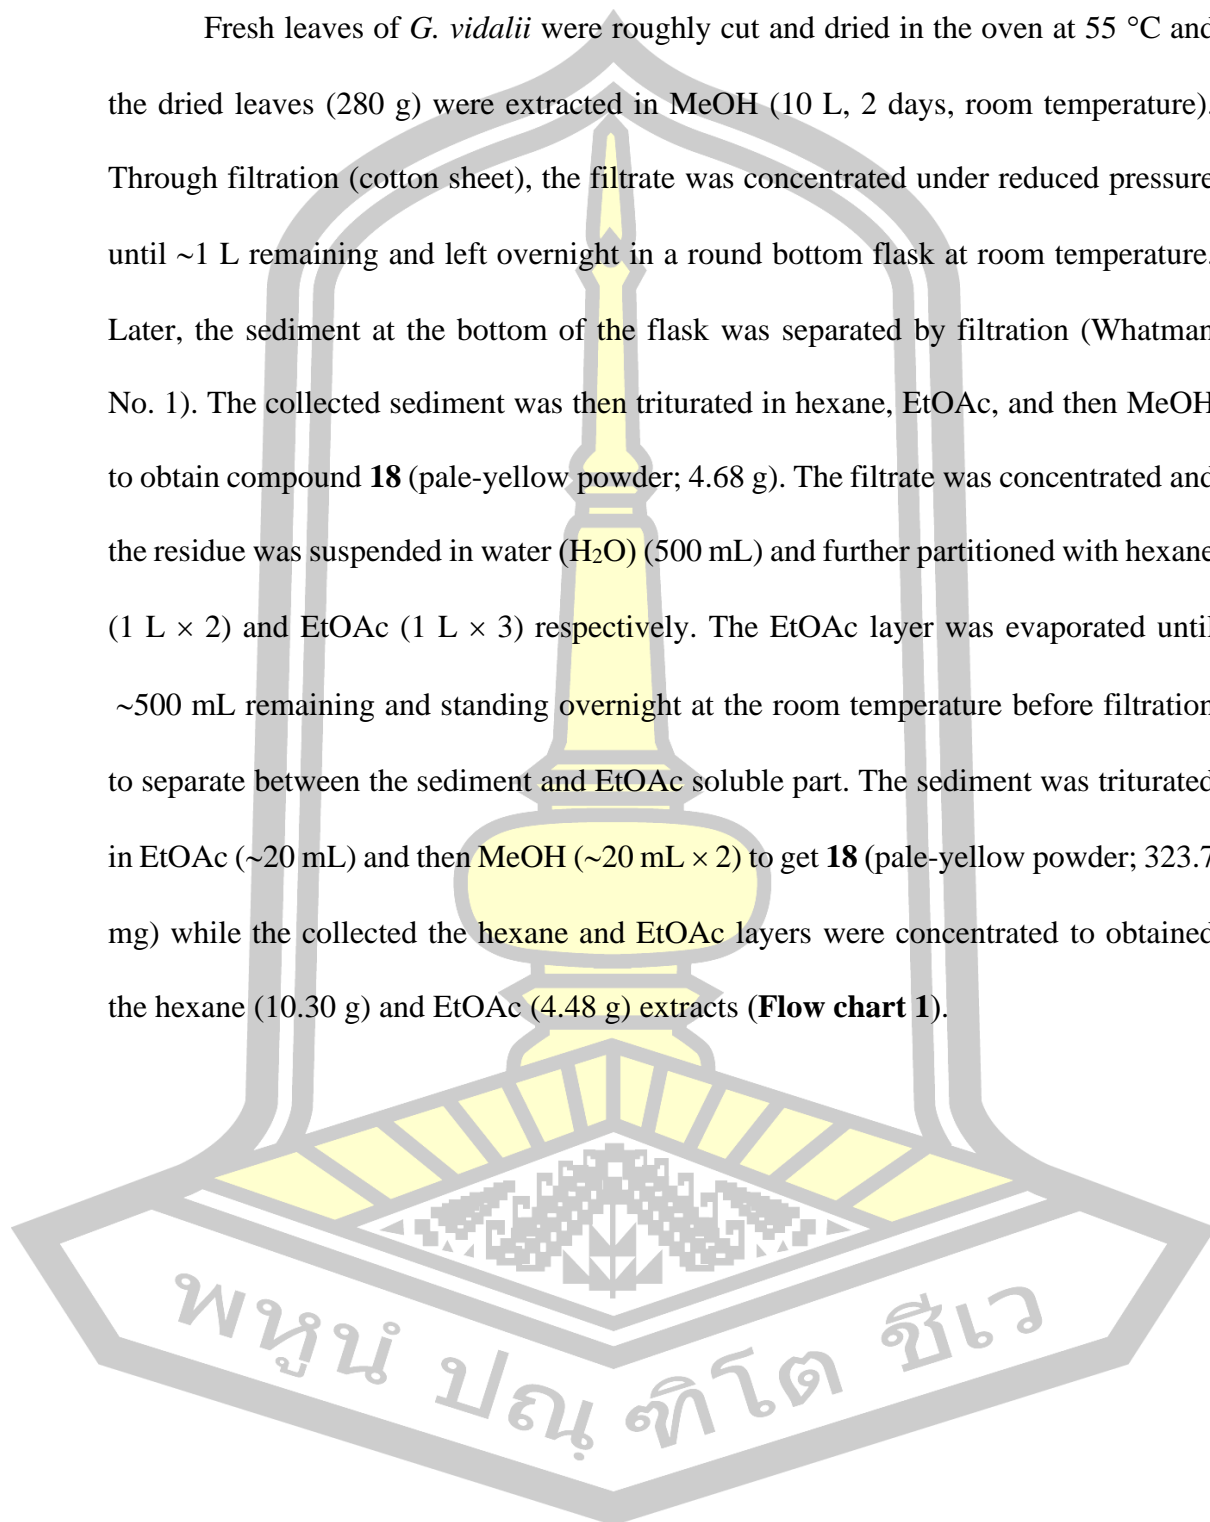 Fresh leaves of G. vidalii were roughly cut and dried in the oven at 55 °C and
the dried leaves (280 g) were extracted in MeOH (10 L, 2 days, room temperature).
Through filtration (cotton sheet), the filtrate was concentrated under reduced pressure
until ~1 L remaining and left overnight in a round bottom flask at room temperature.
Later, the sediment at the bottom of the flask was separated by filtration (Whatman
No. 1). The collected sediment was then triturated in hexane, EtOAc, and then MeOH
to obtain compound 18 (pale-yellow powder; 4.68 g). The filtrate was concentrated and
the residue was suspended in water (H₂O) (500 mL) and further partitioned with hexane
(1 L × 2) and EtOAc (1 L × 3) respectively. The EtOAc layer was evaporated until
~500 mL remaining and standing overnight at the room temperature before filtration
to separate between the sediment and EtOAc soluble part. The sediment was triturated
in EtOAc (~20 mL) and then MeOH (~20 mL × 2) to get 18 (pale-yellow powder; 323.7
mg) while the collected the hexane and EtOAc layers were concentrated to obtained
the hexane (10.30 g) and EtOAc (4.48 g) extracts (Flow chart 1).
พหูนํ ปณฺ ฑิโต ชีเว